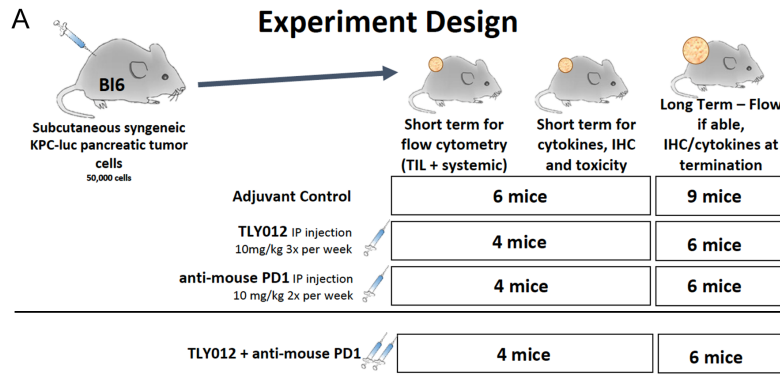 A
Experiment Design
Bl6
Subcutaneous syngeneic
KPC-luc pancreatic tumor
cells
50,000 cells
Short term for
flow cytometry
(TIL + systemic)
Short term for
cytokines, IHC
and toxicity
Long Term – Flow
if able,
IHC/cytokines at
termination
Adjuvant Control
6 mice
9 mice
TLY012 IP injection
10mg/kg 3x per week
4 mice
6 mice
anti-mouse PD1 IP injection
10 mg/kg 2x per week
4 mice
6 mice
TLY012 + anti-mouse PD1
4 mice
6 mice